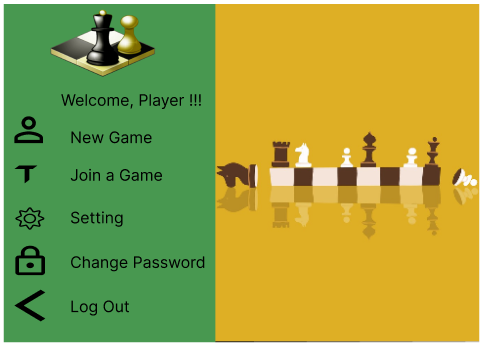 Welcome, Player !!!
New Game
Join a Game
Setting
Change Password
Log Out